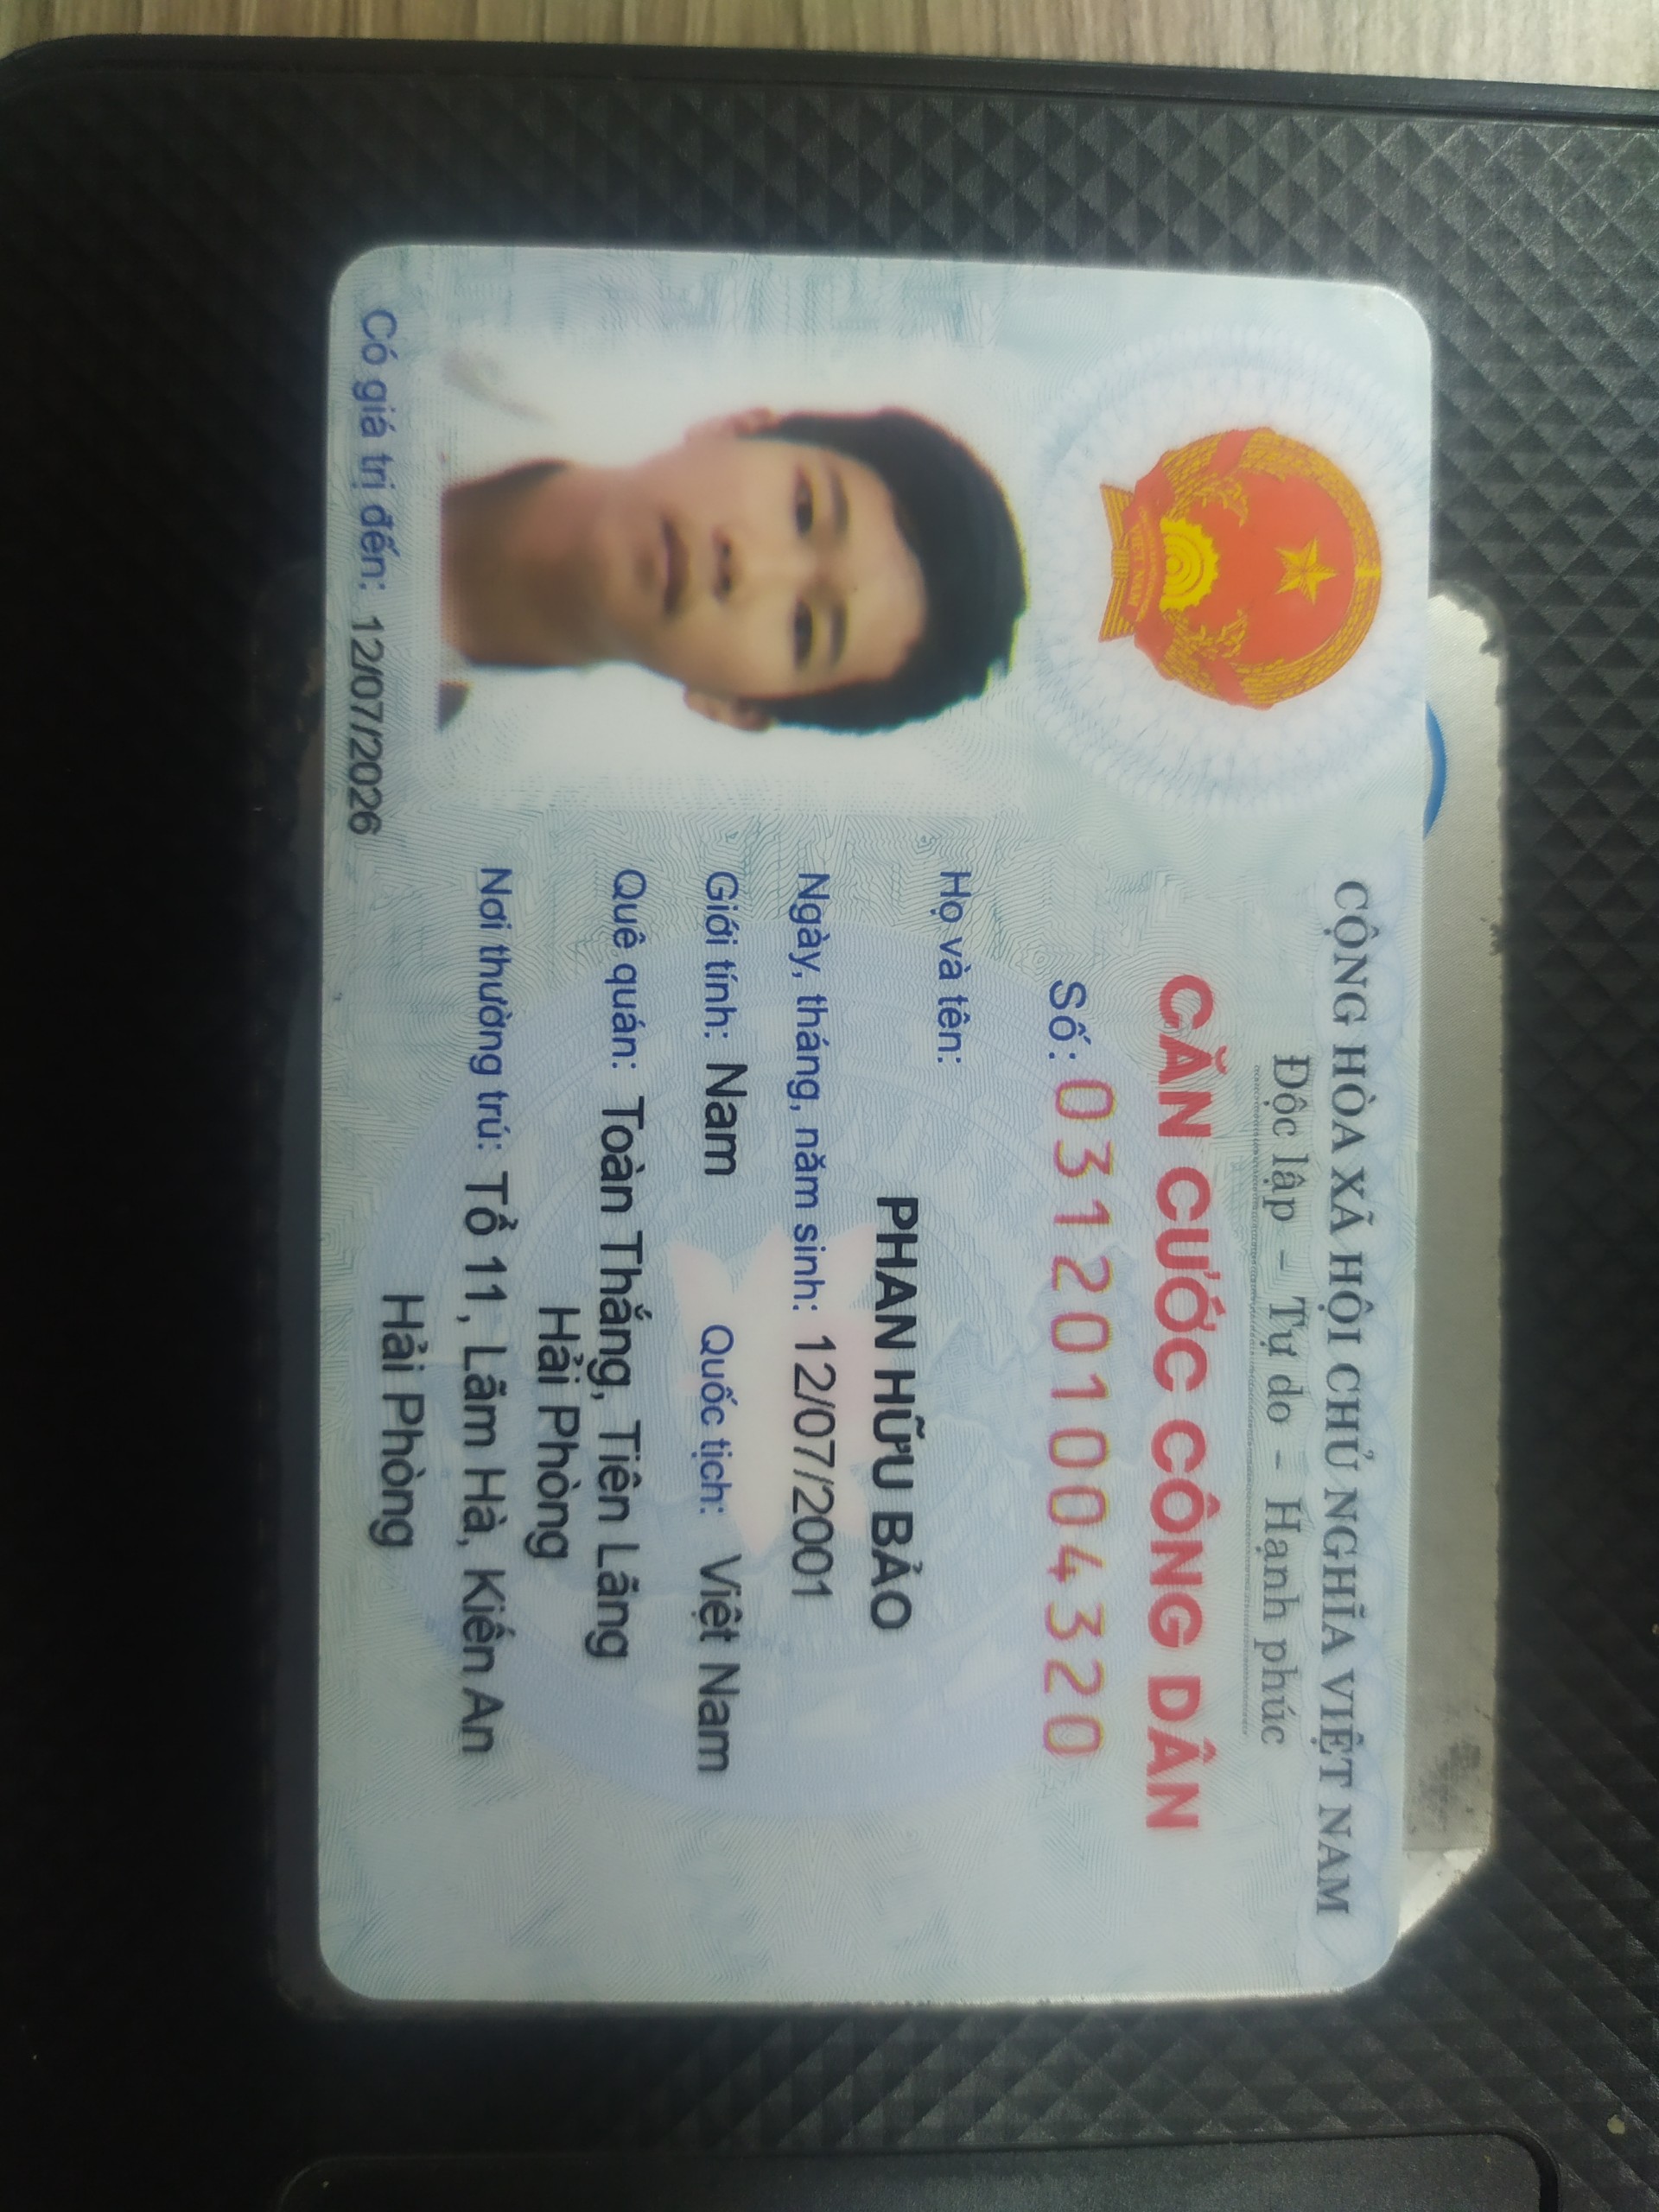 CỘNG HÒA XÃ HỘI CHỦ NGHĨA VIỆT NAM
Độc lập - Tự do - Hạnh phúc
CĂN CƯỚC CÔNG DÂN
Số: 031201004320
Họ và tên:
PHAN HỮU BẢO
Ngày, tháng, năm sinh: 12/07/2001
Giới tính: Nam Quốc tịch: Việt Nam
Quê quán: Toàn Thắng, Tiên Lãng
Hải Phòng
Nơi thường trú: Tổ 11, Lãm Hà, Kiến An
Hải Phòng
Có giá trị đến: 12/07/2026